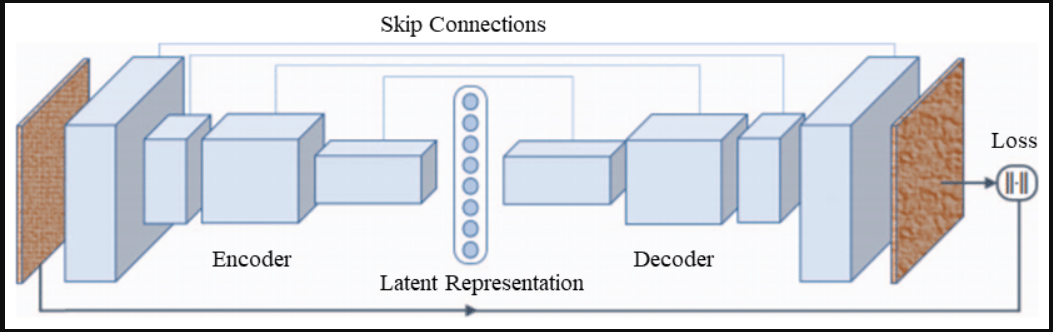 Skip Connections
Loss
||·||
Encoder
Decoder
Latent Representation